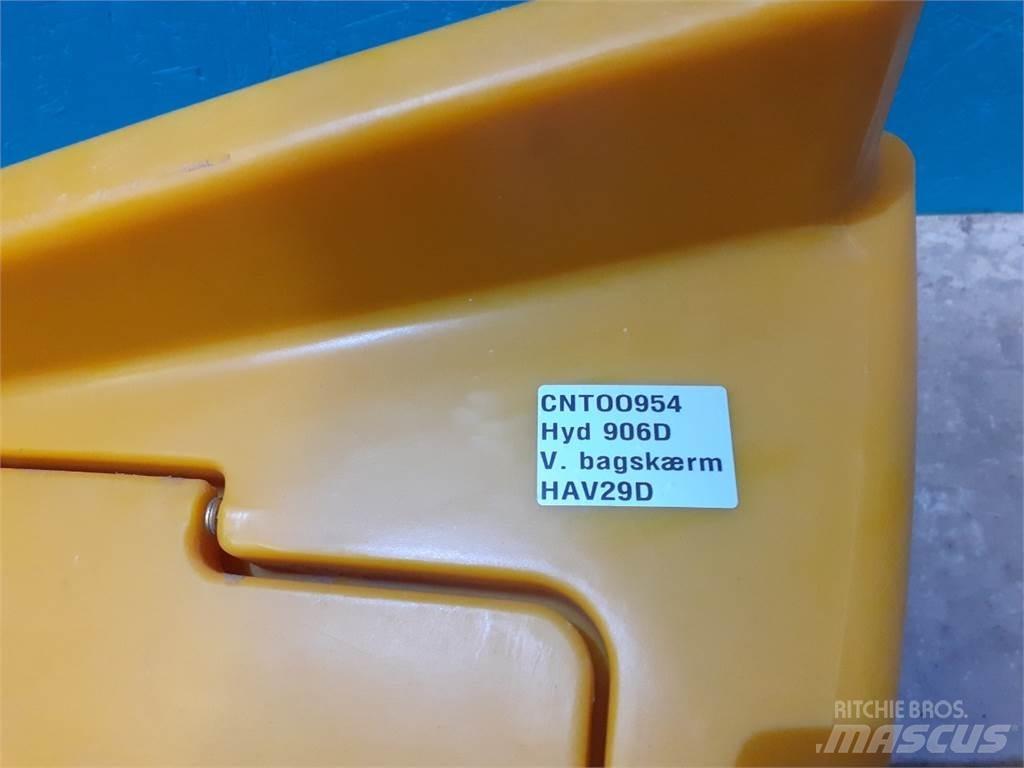 CNT00954
Hyd 906D
V. bagskærm
HAV29D
RITCHIE BROS.
MASCUS